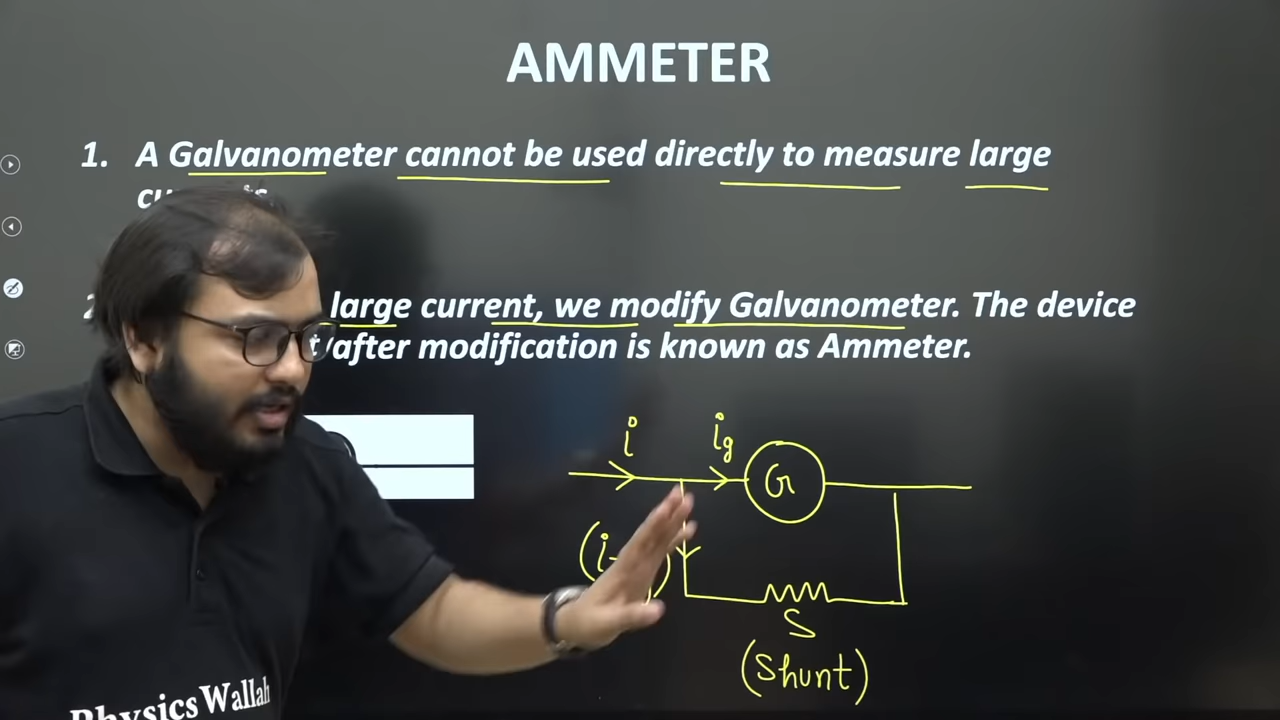 AMMETER
1. A Galvanometer cannot be used directly to measure large
large current, we modify Galvanometer. The device
after modification is known as Ammeter.
i
ig
G
(i-
S
(Shunt)
Physics Wallah